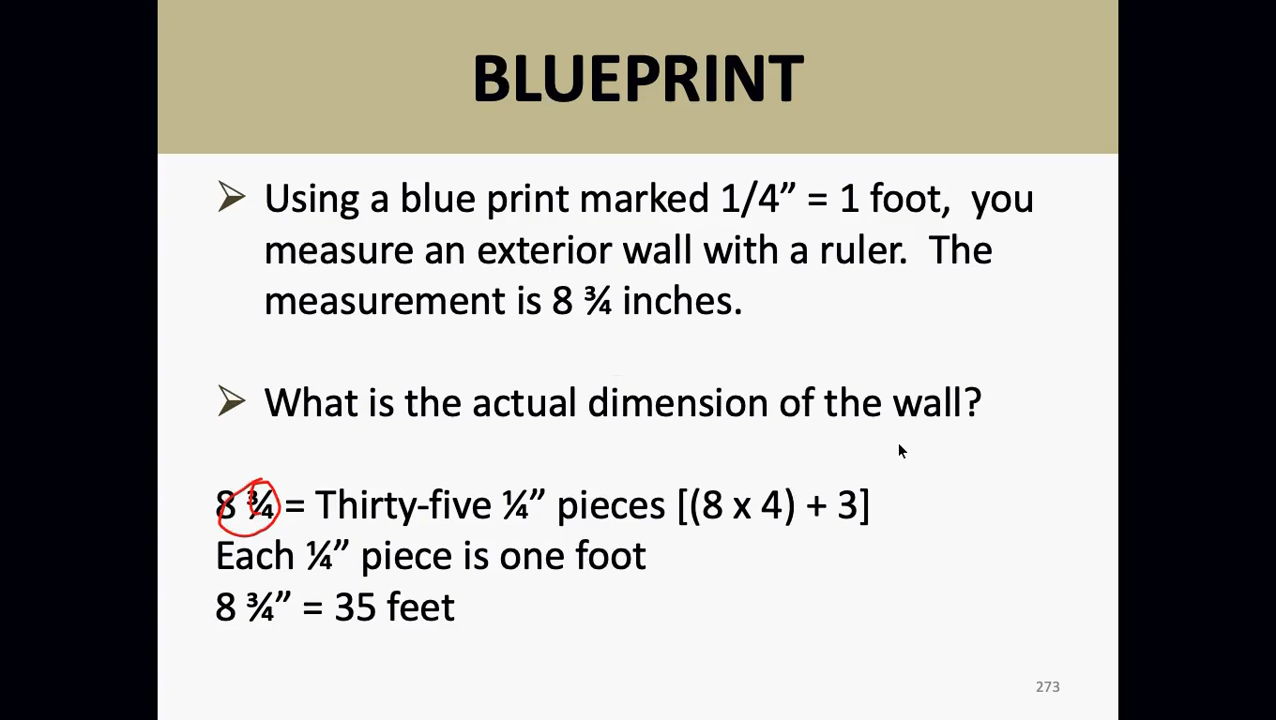 BLUEPRINT
Using a blue print marked 1/4” = 1 foot,  you
measure an exterior wall with a ruler.  The
measurement is 8 ¾ inches.
What is the actual dimension of the wall?
8 ¾ = Thirty-five ¼” pieces [(8 x 4) + 3]
Each ¼” piece is one foot
8 ¾” = 35 feet
273